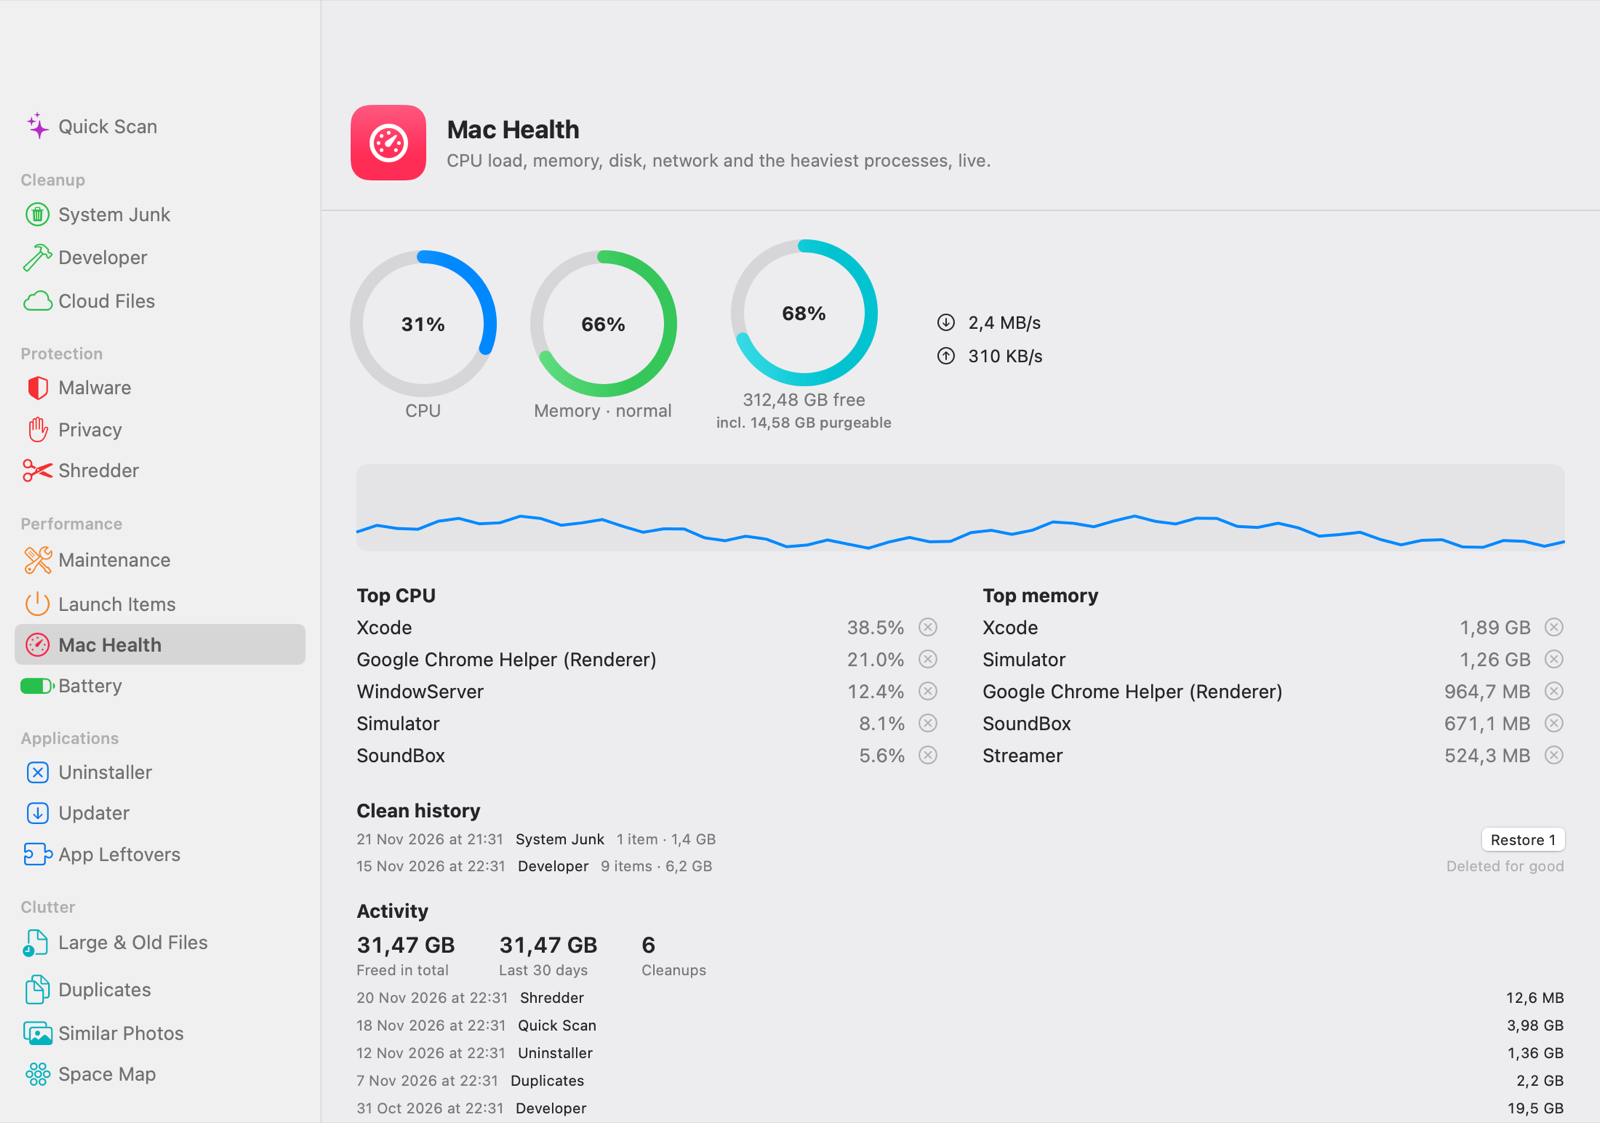 Quick Scan
Cleanup
System Junk
Developer
Cloud Files
Protection
Malware
Privacy
Shredder
Performance
Maintenance
Launch Items
Mac Health
Battery
Applications
Uninstaller
Updater
App Leftovers
Clutter
Large & Old Files
Duplicates
Similar Photos
Space Map
Mac Health
CPU load, memory, disk, network and the heaviest processes, live.
31%
CPU
66%
Memory · normal
68%
312,48 GB free
incl. 14,58 GB purgeable
2,4 MB/s
310 KB/s
Top CPU
Xcode 38.5%
Google Chrome Helper (Renderer) 21.0%
WindowServer 12.4%
Simulator 8.1%
SoundBox 5.6%
Top memory
Xcode 1,89 GB
Simulator 1,26 GB
Google Chrome Helper (Renderer) 964,7 MB
SoundBox 671,1 MB
Streamer 524,3 MB
Clean history
21 Nov 2026 at 21:31 System Junk 1 item · 1,4 GB Restore 1
15 Nov 2026 at 22:31 Developer 9 items · 6,2 GB Deleted for good
Activity
31,47 GB 31,47 GB 6
Freed in total Last 30 days Cleanups
20 Nov 2026 at 22:31 Shredder 12,6 MB
18 Nov 2026 at 22:31 Quick Scan 3,98 GB
12 Nov 2026 at 22:31 Uninstaller 1,36 GB
7 Nov 2026 at 22:31 Duplicates 2,2 GB
31 Oct 2026 at 22:31 Developer 19,5 GB